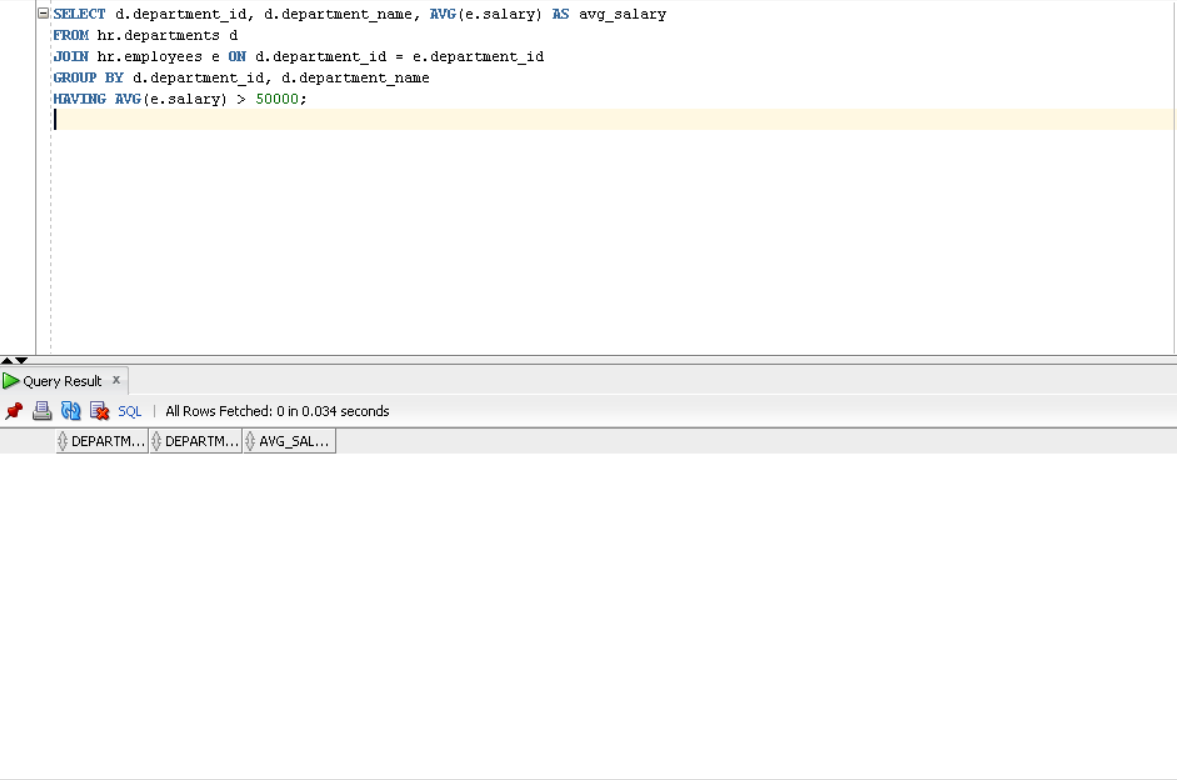 SELECT d.department_id, d.department_name, AVG(e.salary) AS avg_salary
FROM hr.departments d
JOIN hr.employees e ON d.department_id = e.department_id
GROUP BY d.department_id, d.department_name
HAVING AVG(e.salary) > 50000;
Query Result x
SQL | All Rows Fetched: 0 in 0.034 seconds
DEPARTM... DEPARTM... AVG_SAL...